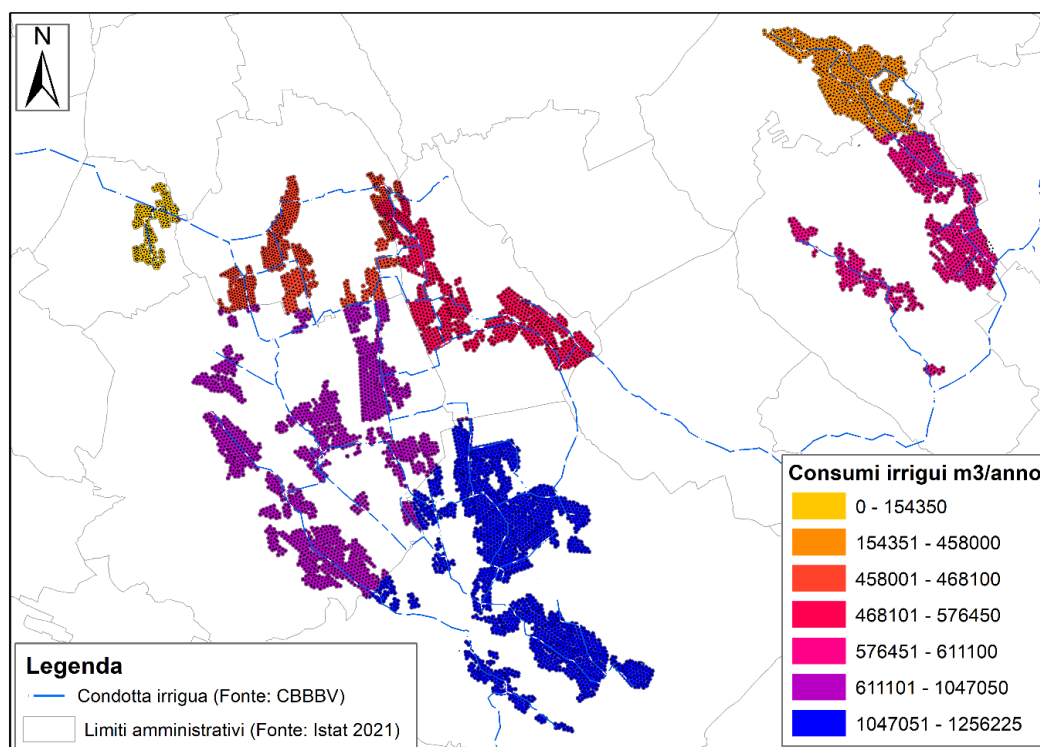 N
Consumi irrigui m3/anno
0 - 154350
154351 - 458000
458001 - 468100
468101 - 576450
576451 - 611100
611101 - 1047050
1047051 - 1256225
Legenda
Condotta irrigua (Fonte: CBBBV)
Limiti amministrativi (Fonte: Istat 2021)